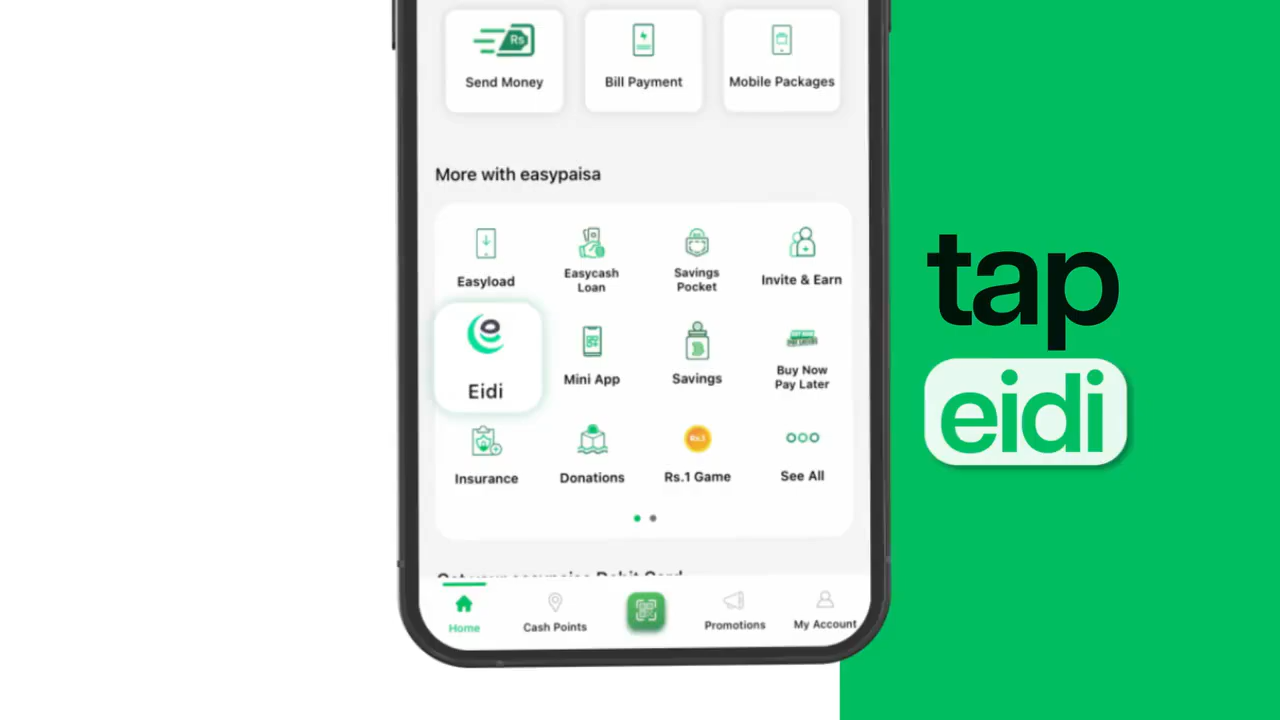 Rs
Send Money
Bill Payment
Mobile Packages
More with easypaisa
Easyload
Easycash
Loan
Savings
Pocket
Invite & Earn
Eidi
Mini App
Savings
Buy Now
Pay Later
Insurance
Donations
Rs.1
Rs.1 Game
See All
Home
Cash Points
Promotions
My Account
tap
eidi